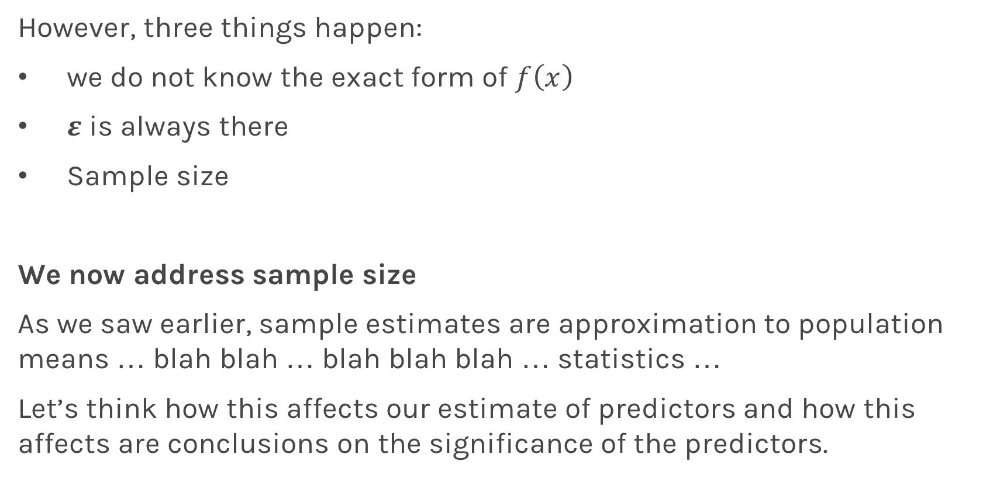 However, three things happen:
• we do not know the exact form of f(x)
• ε is always there
• Sample size
We now address sample size
As we saw earlier, sample estimates are approximation to population
means … blah blah … blah blah blah … statistics …
Let’s think how this affects our estimate of predictors and how this
affects are conclusions on the significance of the predictors.